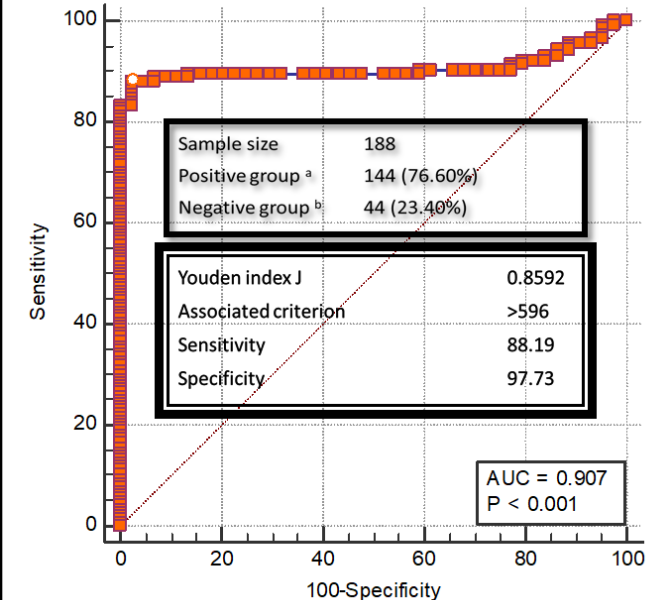 100
80
60
40
20
0
Sensitivity
Sample size 188
Positive group ᵃ 144 (76.60%)
Negative group ᵇ 44 (23.40%)
Youden index J 0.8592
Associated criterion >596
Sensitivity 88.19
Specificity 97.73
AUC = 0.907
P < 0.001
0 20 40 60 80 100
100-Specificity